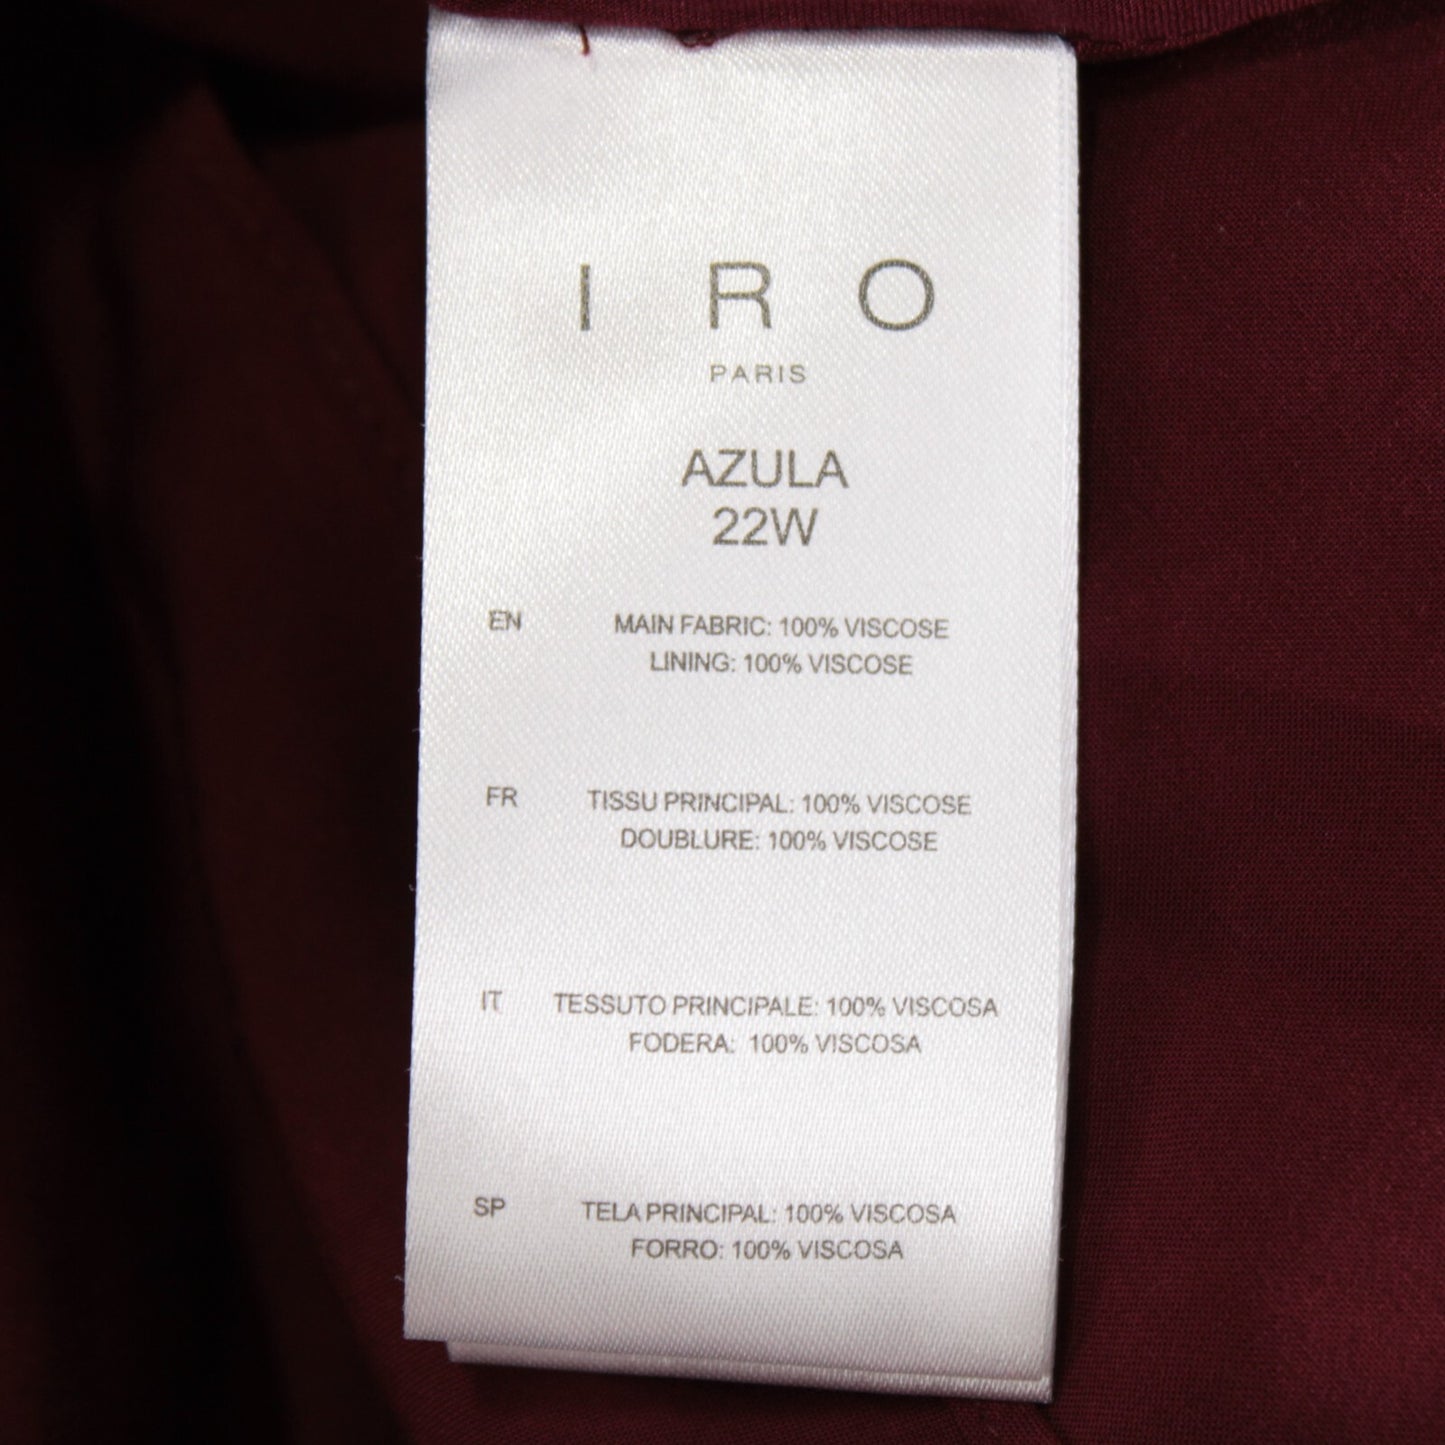 I R O
PARIS
AZULA
22W
EN MAIN FABRIC: 100% VISCOSE
LINING: 100% VISCOSE
FR TISSU PRINCIPAL: 100% VISCOSE
DOUBLURE: 100% VISCOSE
IT TESSUTO PRINCIPALE: 100% VISCOSA
FODERA: 100% VISCOSA
SP TELA PRINCIPAL: 100% VISCOSA
FORRO: 100% VISCOSA